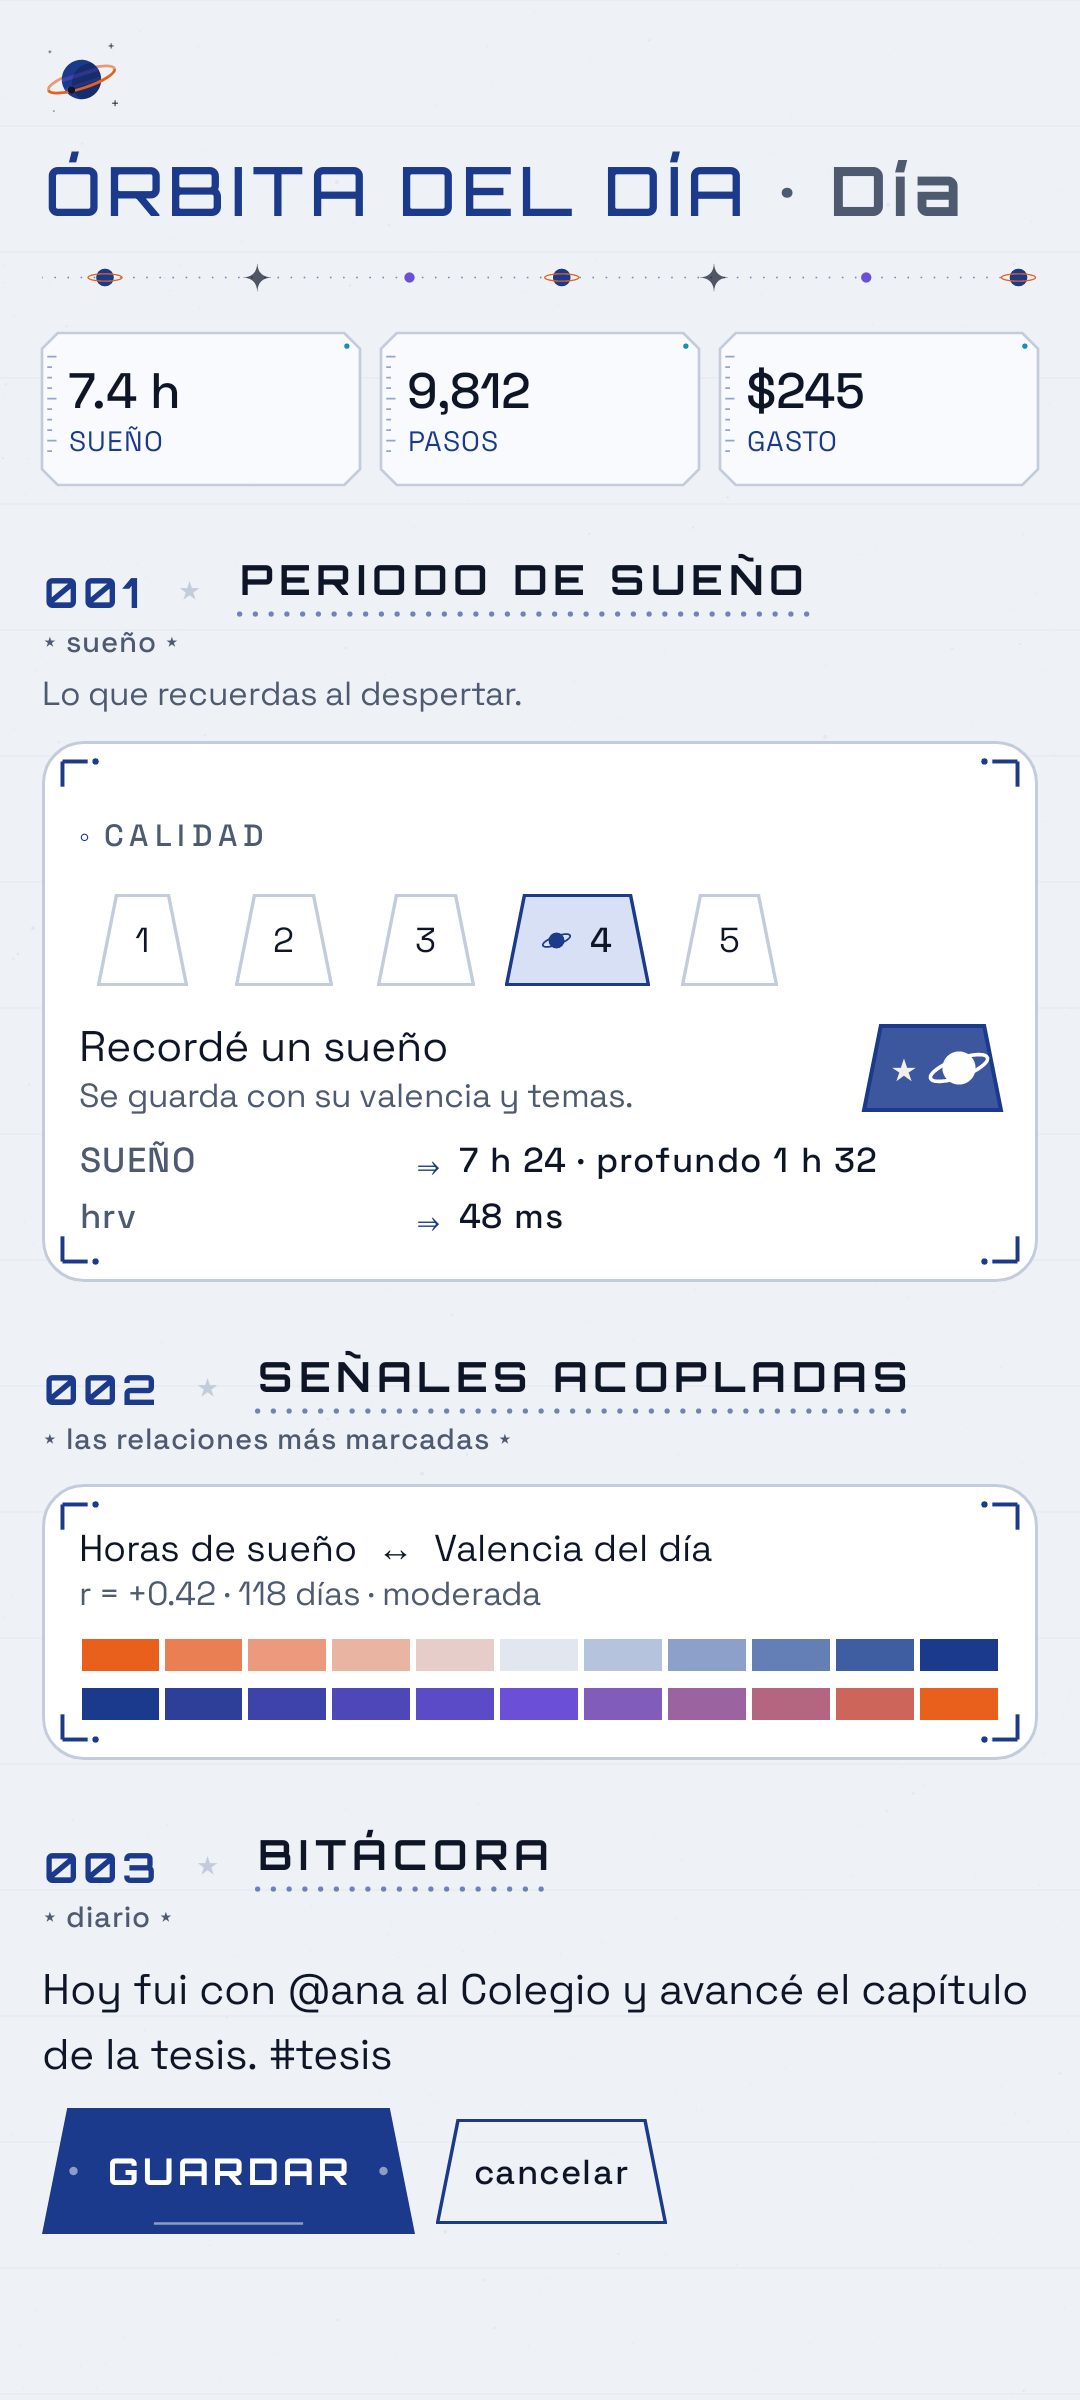 ÓRBITA DEL DÍA · Día
7.4 h
SUEÑO
9,812
PASOS
$245
GASTO
001 ★ PERIODO DE SUEÑO
★ sueño ★
Lo que recuerdas al despertar.
◦ CALIDAD
1 2 3 4 5
Recordé un sueño
Se guarda con su valencia y temas.
SUEÑO ⇒ 7 h 24 · profundo 1 h 32
hrv ⇒ 48 ms
002 ★ SEÑALES ACOPLADAS
★ las relaciones más marcadas ★
Horas de sueño ↔ Valencia del día
r = +0.42 · 118 días · moderada
003 ★ BITÁCORA
★ diario ★
Hoy fui con @ana al Colegio y avancé el capítulo
de la tesis. #tesis
GUARDAR
cancelar